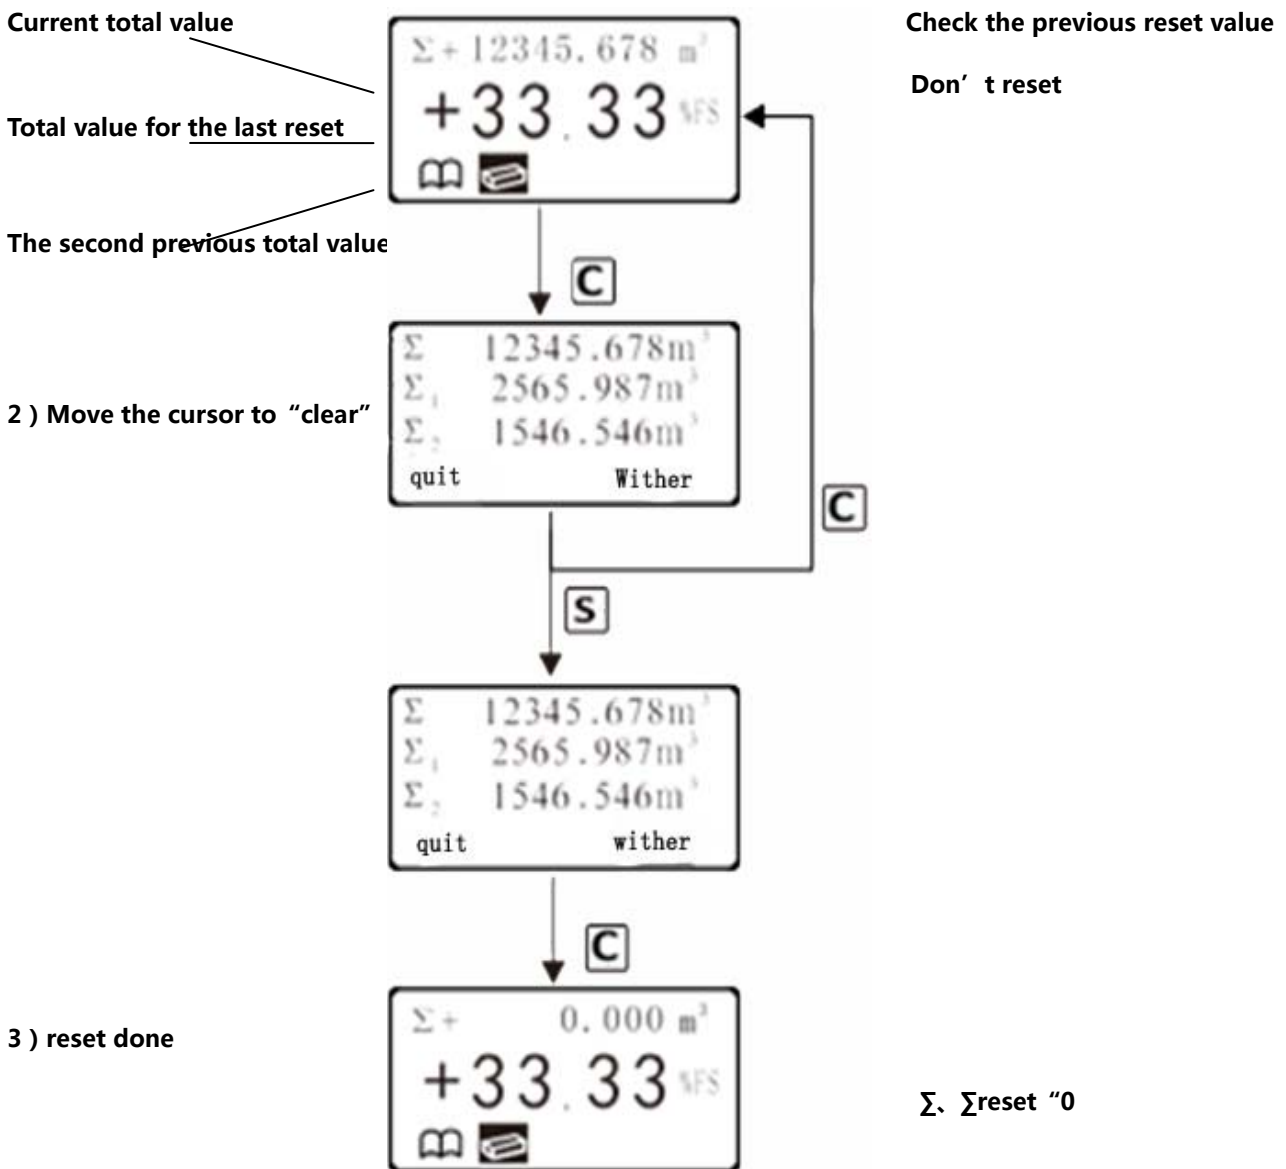 Current total value
Check the previous reset value
Σ+12345.678 m³
Don’ t reset
+33.33 %FS
Total value for the last reset
The second previous total value
C
Σ 12345.678m³
Σ₁ 2565.987m³
2 ) Move the cursor to “clear”
Σ₂ 1546.546m³
quit Wither
C
S
Σ 12345.678m³
Σ₁ 2565.987m³
Σ₂ 1546.546m³
quit wither
C
Σ+ 0.000 m³
3 ) reset done
+33.33 %FS
∑、∑reset “0